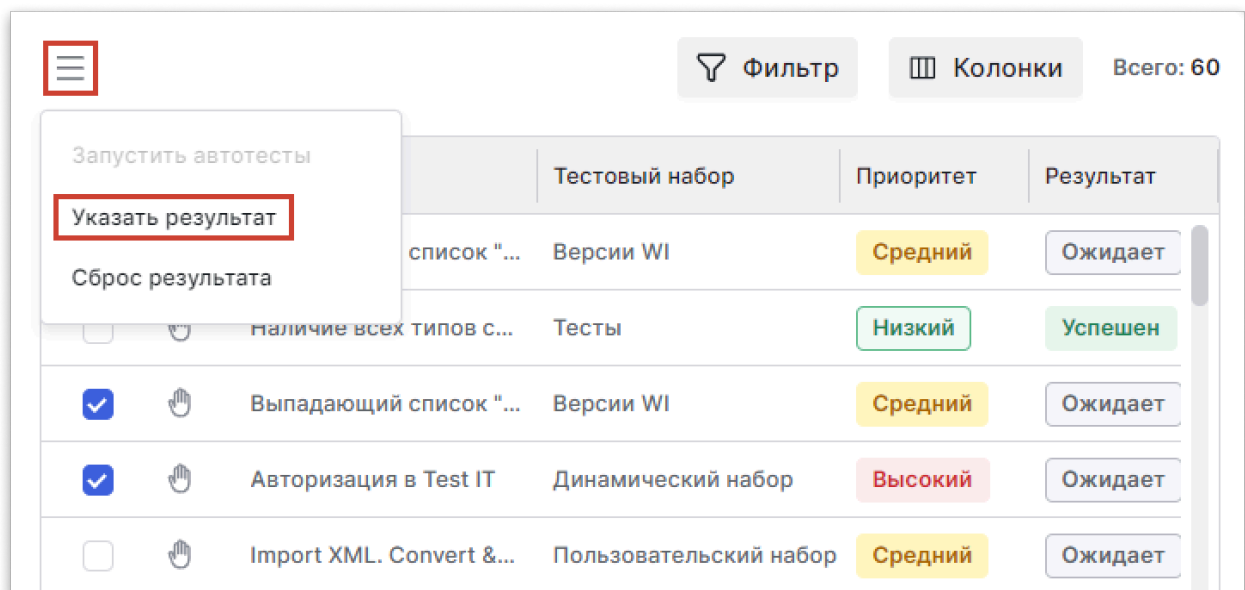 Фильтр Колонки Всего: 60
Запустить автотесты
Указать результат
Сброс результата
Тестовый набор Приоритет Результат
список "... Версии WI Средний Ожидает
Наличие всех типов с... Тесты Низкий Успешен
Выпадающий список "... Версии WI Средний Ожидает
Авторизация в Test IT Динамический набор Высокий Ожидает
Import XML. Convert &... Пользовательский набор Средний Ожидает